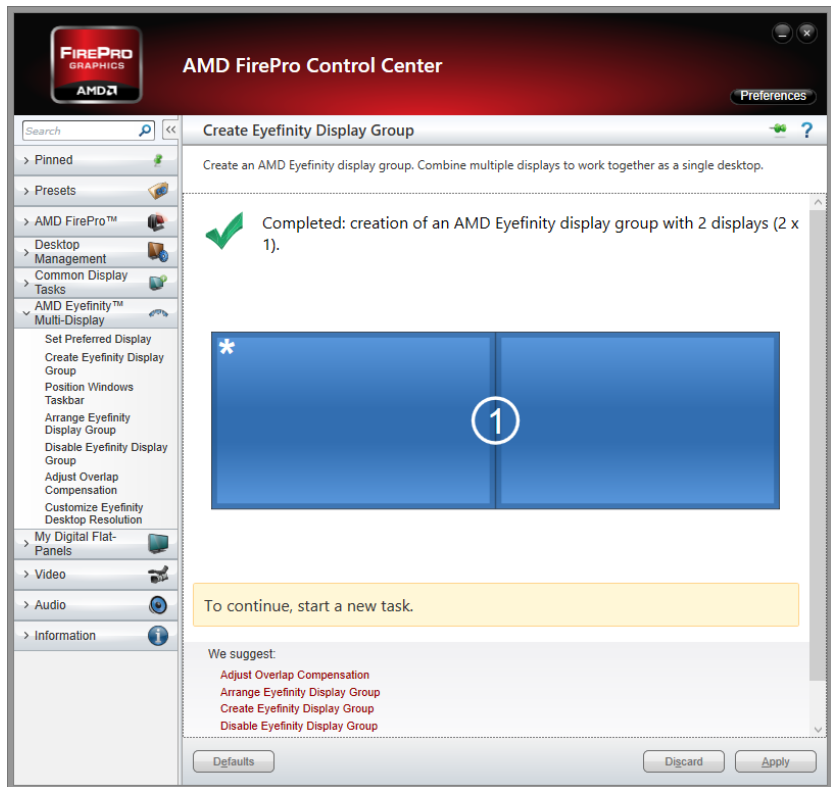 FIREPRO
GRAPHICS
AMD
AMD FirePro Control Center
Preferences
Search
Create Eyefinity Display Group
?
Create an AMD Eyefinity display group. Combine multiple displays to work together as a single desktop.
Pinned
Presets
AMD FirePro™
Desktop
Management
Common Display
Tasks
AMD Eyefinity™
Multi-Display
Set Preferred Display
Create Eyefinity Display
Group
Position Windows
Taskbar
Arrange Eyefinity
Display Group
Disable Eyefinity Display
Group
Adjust Overlap
Compensation
Customize Eyefinity
Desktop Resolution
My Digital Flat-
Panels
Video
Audio
Information
Completed: creation of an AMD Eyefinity display group with 2 displays (2 x
1).
*
1
To continue, start a new task.
We suggest:
Adjust Overlap Compensation
Arrange Eyefinity Display Group
Create Eyefinity Display Group
Disable Eyefinity Display Group
Defaults
Discard
Apply